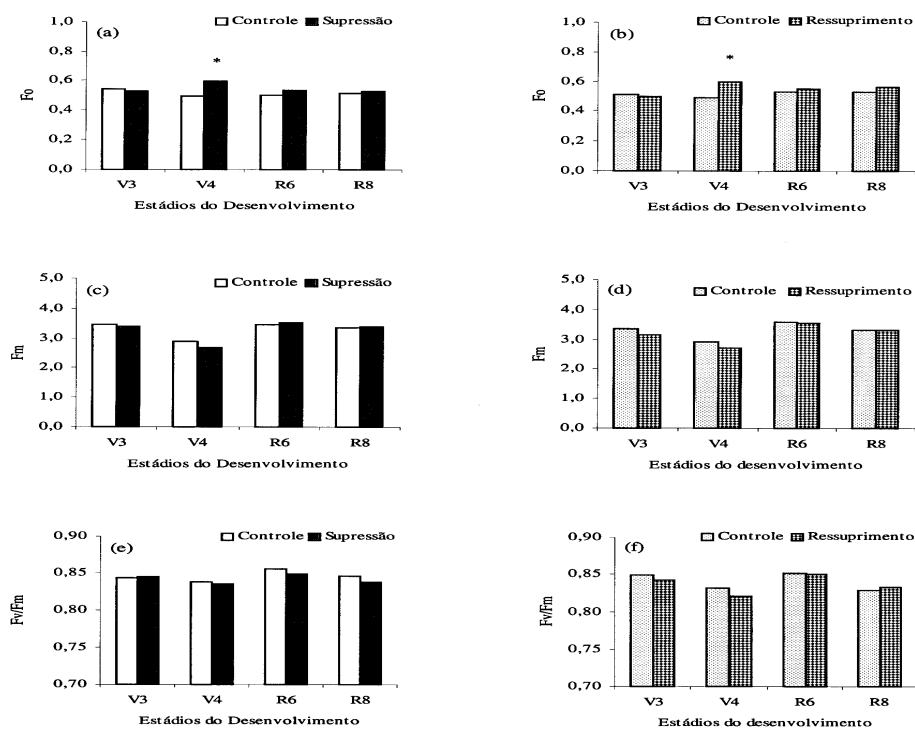 (a)
Controle
Supressão
Fo
1,0
0,8
0,6
0,4
0,2
0,0
*
V3
V4
R6
R8
Estádios do Desenvolvimento
(b)
Controle
Ressuprimento
Fo
1,0
0,8
0,6
0,4
0,2
0,0
*
V3
V4
R6
R8
Estádios do Desenvolvimento
(c)
Controle
Supressão
Fm
5,0
4,0
3,0
2,0
1,0
0,0
V3
V4
R6
R8
Estádios do Desenvolvimento
(d)
Controle
Ressuprimento
Fm
5,0
4,0
3,0
2,0
1,0
0,0
V3
V4
R6
R8
Estádios do desenvolvimento
(e)
Controle
Supressão
Fv/Fm
0,90
0,85
0,80
0,75
0,70
V3
V4
R6
R8
Estádios do Desenvolvimento
(f)
Controle
Ressuprimento
Fv/Fm
0,90
0,85
0,80
0,75
0,70
V3
V4
R6
R8
Estádios do desenvolvimento